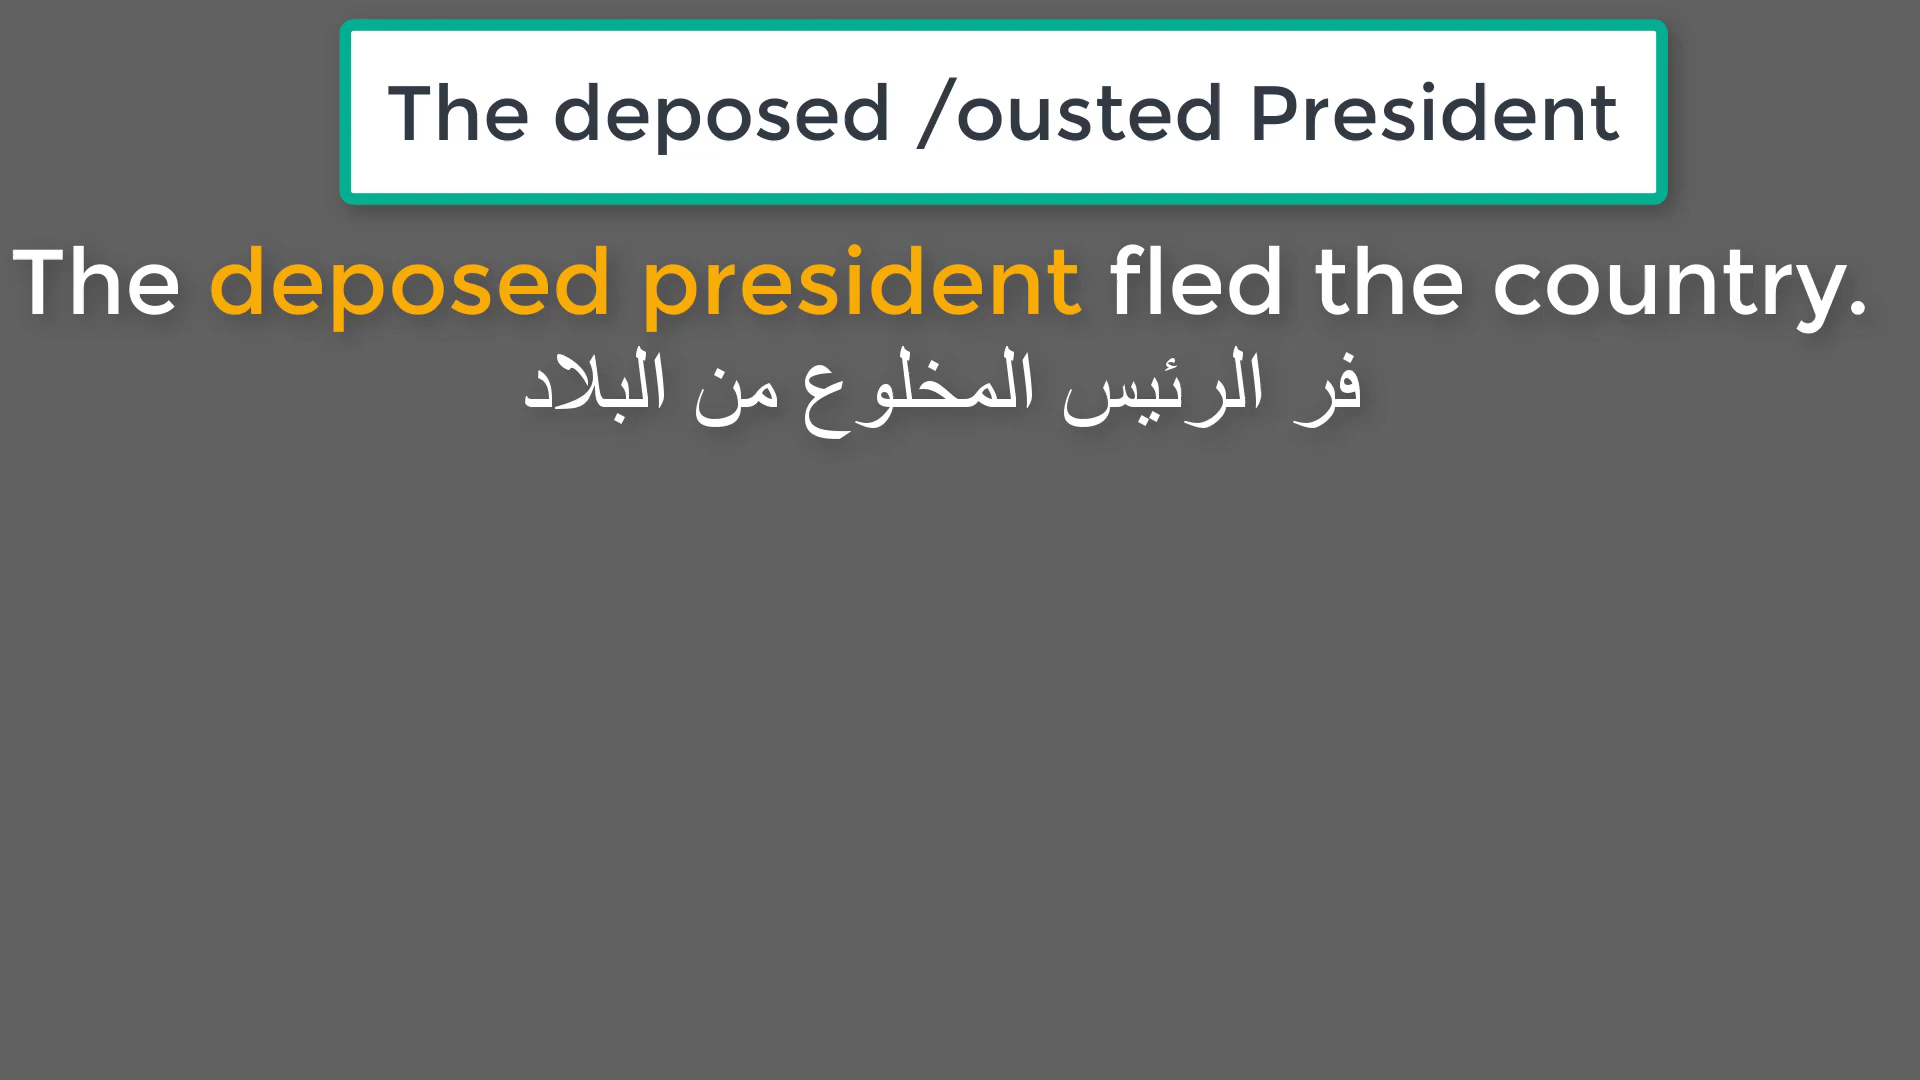 The deposed /ousted President
The deposed president fled the country.
فر الرئيس المخلوع من البلاد